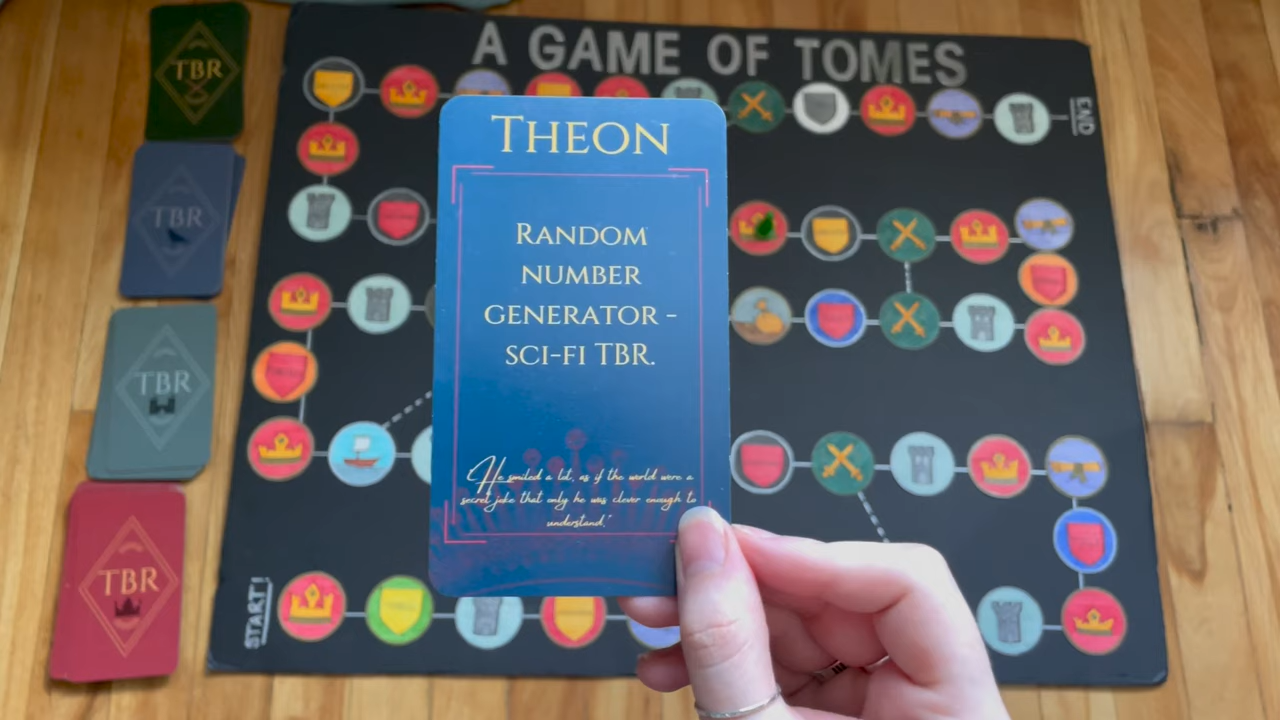 A GAME OF TOMES
TBR
END
THEON
RANDOM
NUMBER
GENERATOR -
SCI-FI TBR.
TBR
TBR
He smiled a lot, as if the world were a
secret joke that only he was clever enough to
understand."
TBR
START!